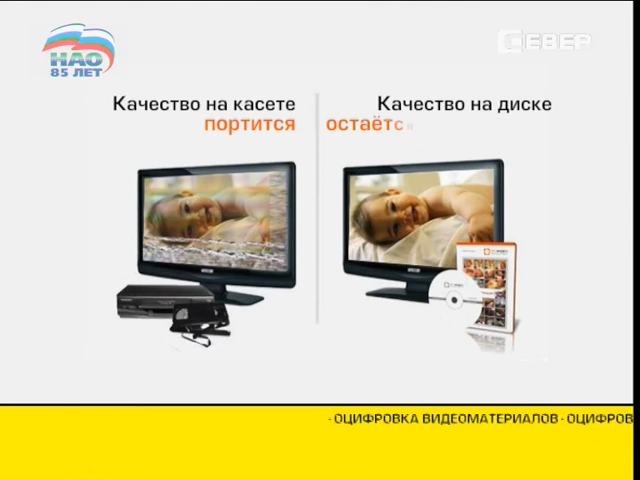 НАО
85 ЛЕТ
СЕВЕР
Качество на касете
портится
Качество на диске
остаётся
- ОЦИФРОВКА ВИДЕОМАТЕРИАЛОВ - ОЦИФРОВ